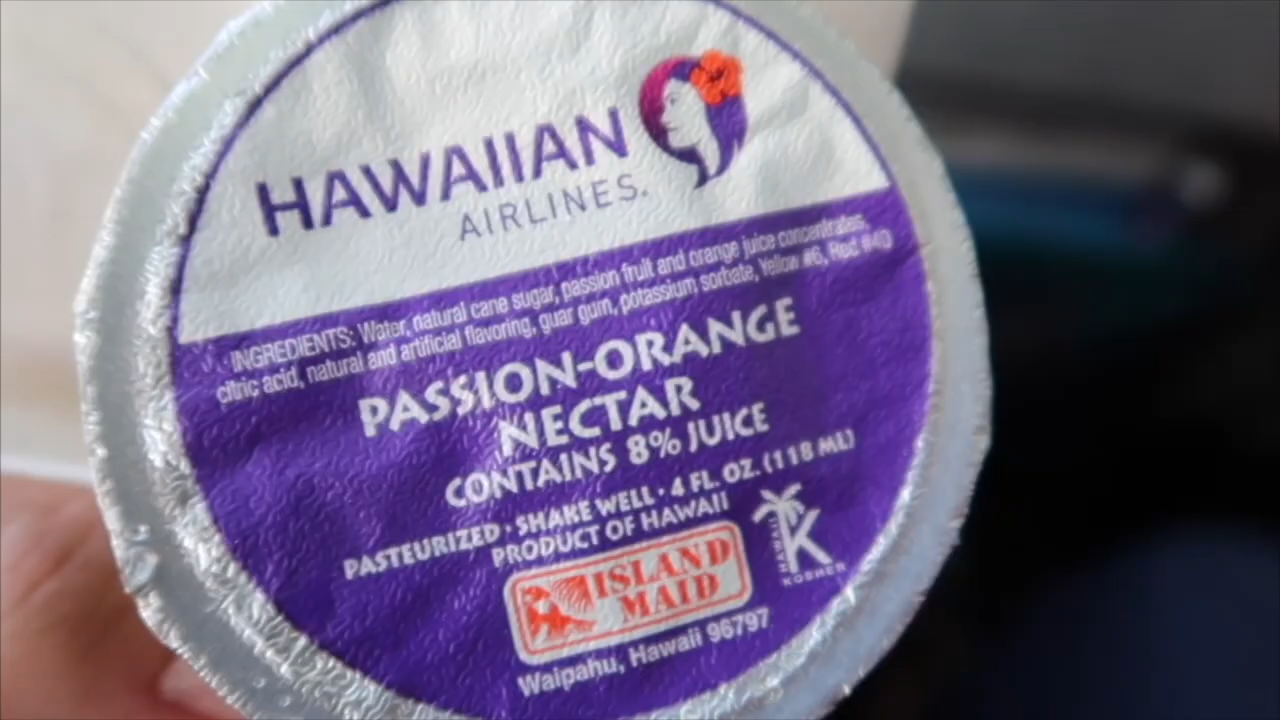 HAWAIIAN
AIRLINES.
INGREDIENTS: Water, natural cane sugar, passion fruit and orange juice concentrates,
citric acid, natural and artificial flavoring, guar gum, potassium sorbate, Yellow #6, Red #40
PASSION-ORANGE
NECTAR
CONTAINS 8% JUICE
PASTEURIZED · SHAKE WELL · 4 FL. OZ. (118 ML)
PRODUCT OF HAWAII
ISLAND
MAID
HAWAII
K
KOSHER
Waipahu, Hawaii 96797